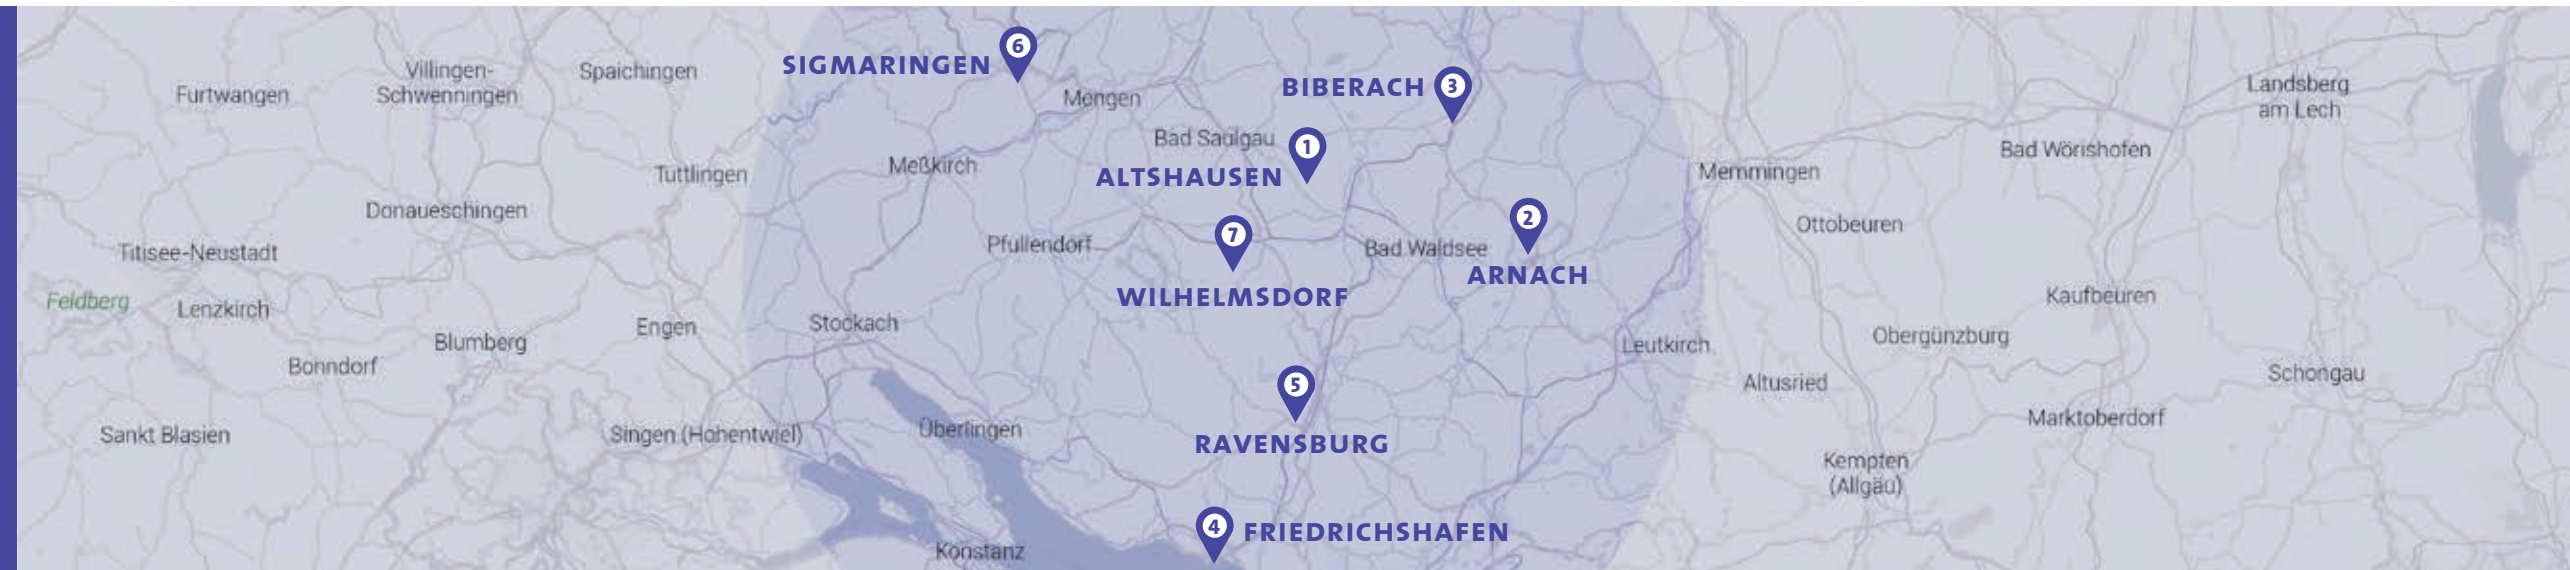 6
SIGMARINGEN
Villingen-
Schwenningen
Spaichingen
Furtwangen
Mengen
BIBERACH
3
Landsberg
am Lech
Bad Saulgau
1
ALTSHAUSEN
Bad Wörishofen
Meßkirch
Tuttlingen
Memmingen
Donaueschingen
2
ARNACH
Ottobeuren
7
WILHELMSDORF
Pfullendorf
Bad Waldsee
Titisee-Neustadt
Feldberg
Lenzkirch
Kaufbeuren
Stockach
Engen
Blumberg
Leutkirch
Obergünzburg
Bonndorf
Altusried
Schongau
5
RAVENSBURG
Marktoberdorf
Sankt Blasien
Singen (Hohentwiel)
Überlingen
Kempten
(Allgäu)
4
FRIEDRICHSHAFEN
Konstanz